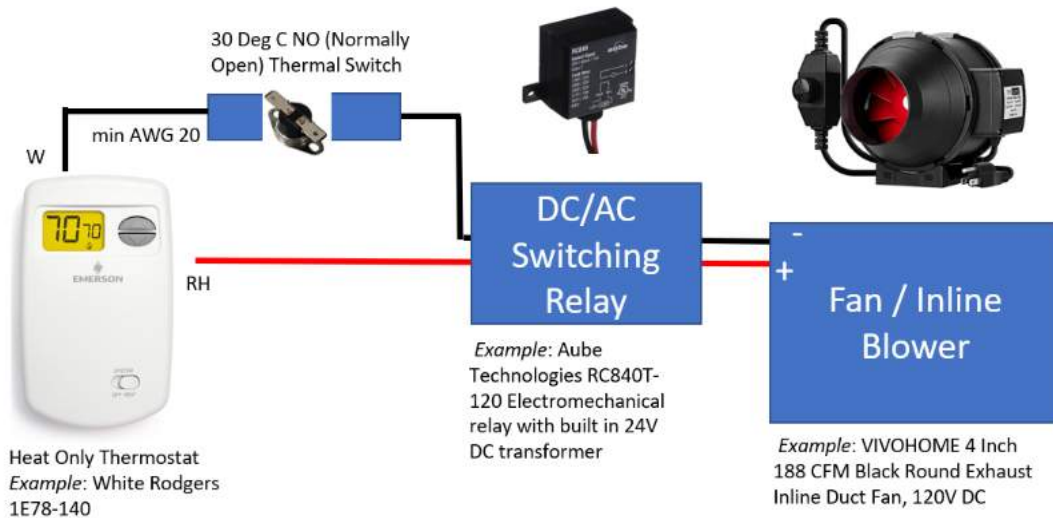 30 Deg C NO (Normally
Open) Thermal Switch
min AWG 20
W
70 70
EMERSON
RH
RC840
DC/AC
Switching
Relay
-
+
Fan / Inline
Blower
Heat Only Thermostat
Example: White Rodgers
1E78-140
Example: Aube
Technologies RC840T-
120 Electromechanical
relay with built in 24V
DC transformer
Example: VIVOHOME 4 Inch
188 CFM Black Round Exhaust
Inline Duct Fan, 120V DC